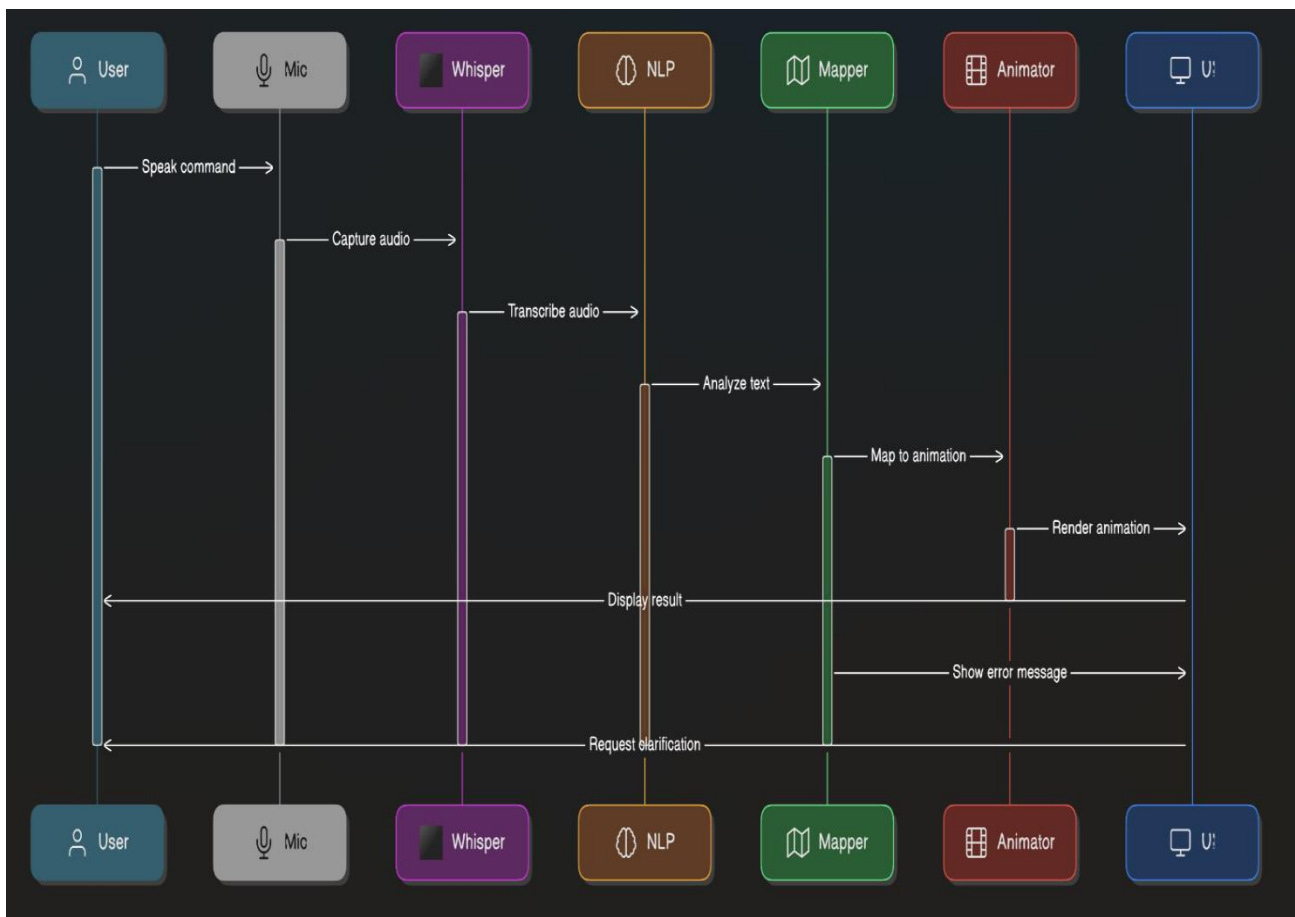 User
Mic
Whisper
NLP
Mapper
Animator
Speak command
Capture audio
Transcribe audio
Analyze text
Map to animation
Render animation
Display result
Show error message
Request clarification
User
Mic
Whisper
NLP
Mapper
Animator